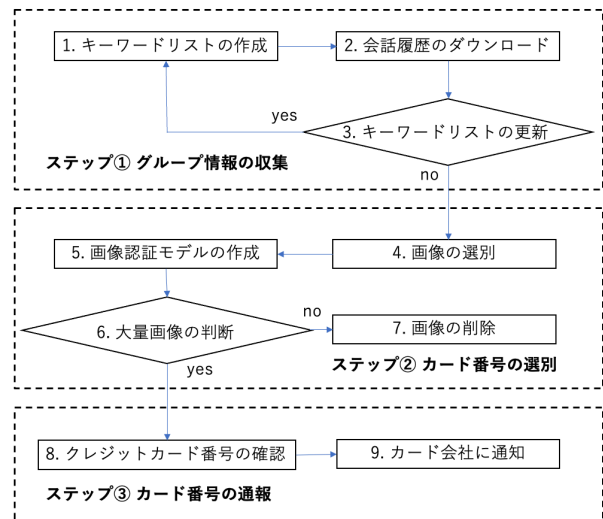 1. キーワードリストの作成
2. 会話履歴のダウンロード
yes
3. キーワードリストの更新
ステップ① グループ情報の収集
no
5. 画像認証モデルの作成
4. 画像の選別
no
6. 大量画像の判断
7. 画像の削除
ステップ② カード番号の選別
yes
8. クレジットカード番号の確認
9. カード会社に通知
ステップ③ カード番号の通報